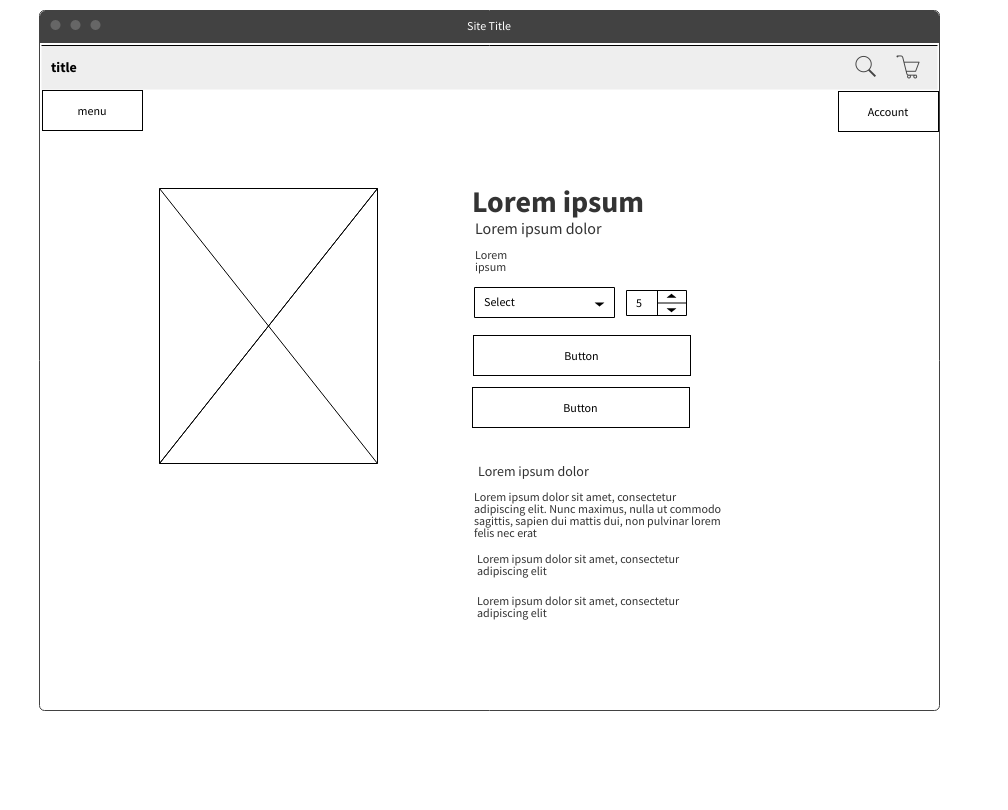 Site Title
title
menu
Account
Lorem ipsum
Lorem ipsum dolor
Lorem
ipsum
Select
5
Button
Button
Lorem ipsum dolor
Lorem ipsum dolor sit amet, consectetur
adipiscing elit. Nunc maximus, nulla ut commodo
sagittis, sapien dui mattis dui, non pulvinar lorem
felis nec erat
Lorem ipsum dolor sit amet, consectetur
adipiscing elit
Lorem ipsum dolor sit amet, consectetur
adipiscing elit